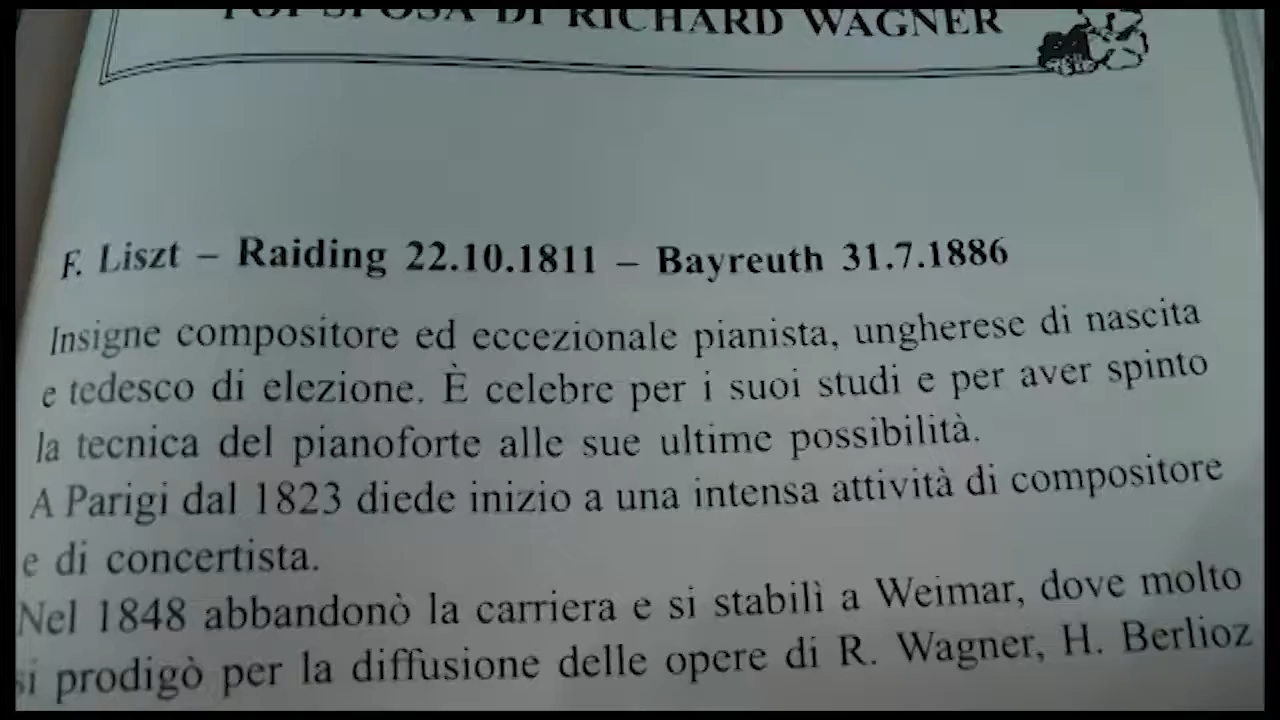 POI SPOSA DI RICHARD WAGNER
F. Liszt – Raiding 22.10.1811 – Bayreuth 31.7.1886
Insigne compositore ed eccezionale pianista, ungherese di nascita
e tedesco di elezione. È celebre per i suoi studi e per aver spinto
la tecnica del pianoforte alle sue ultime possibilità.
A Parigi dal 1823 diede inizio a una intensa attività di compositore
e di concertista.
Nel 1848 abbandonò la carriera e si stabilì a Weimar, dove molto
si prodigò per la diffusione delle opere di R. Wagner, H. Berlioz